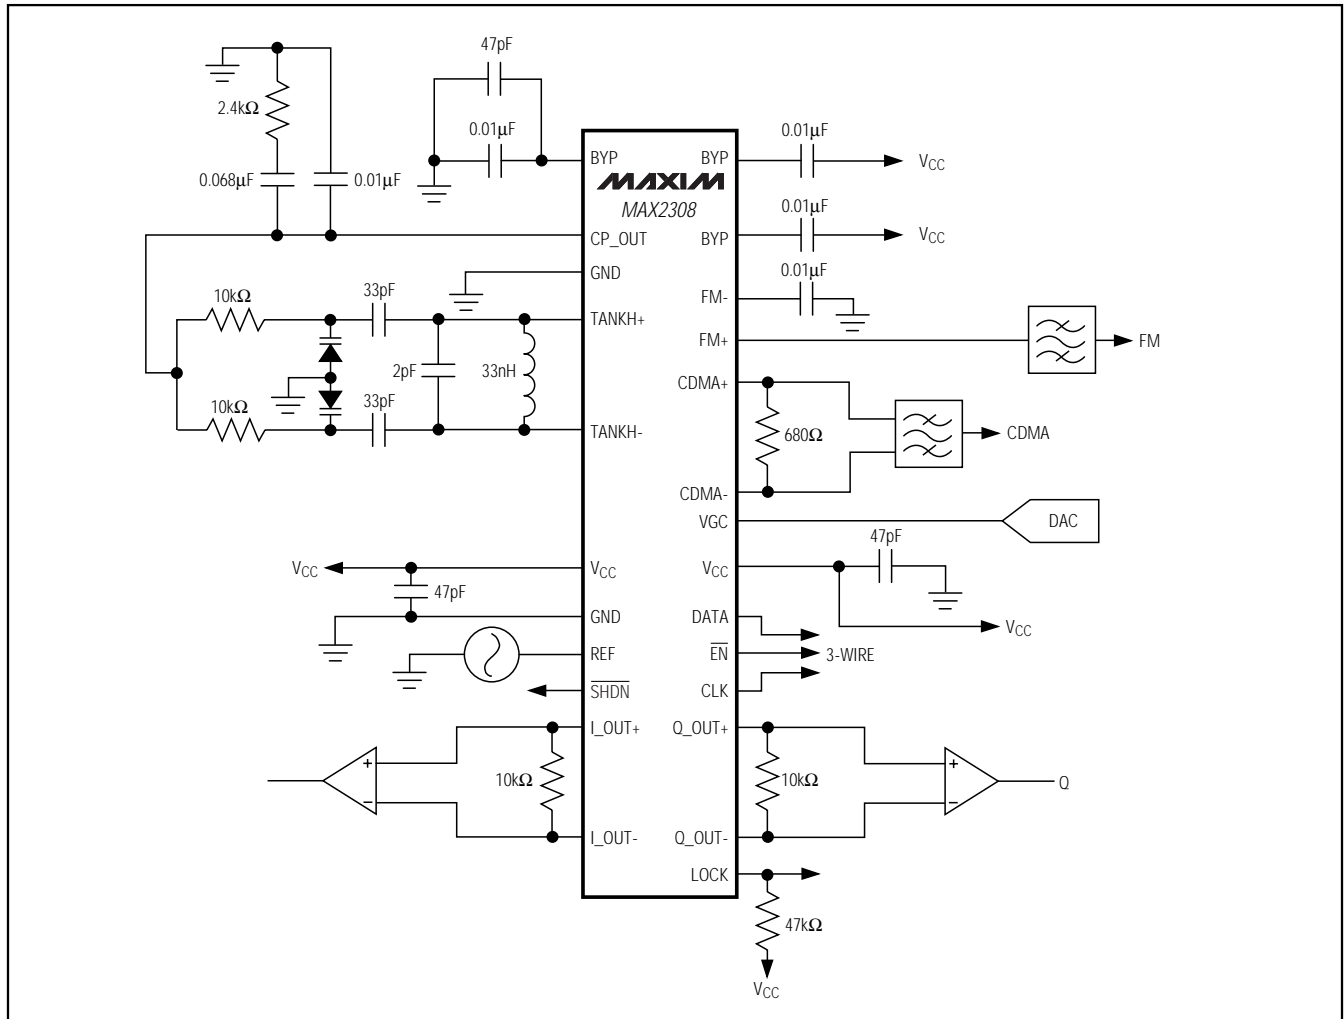 47pF
2.4kΩ
0.01µF
0.01µF
BYP
BYP
VCC
MAXIM
0.068µF
0.01µF
MAX2308
0.01µF
CP_OUT
BYP
VCC
GND
0.01µF
10kΩ
33pF
FM-
TANKH+
FM+
FM
2pF
33nH
CDMA+
10kΩ
33pF
TANKH-
680Ω
CDMA
CDMA-
VGC
DAC
47pF
VCC
VCC
VCC
47pF
GND
DATA
VCC
REF
EN
3-WIRE
SHDN
CLK
I_OUT+
Q_OUT+
+
+
10kΩ
10kΩ
Q
−
−
I_OUT-
Q_OUT-
LOCK
47kΩ
VCC